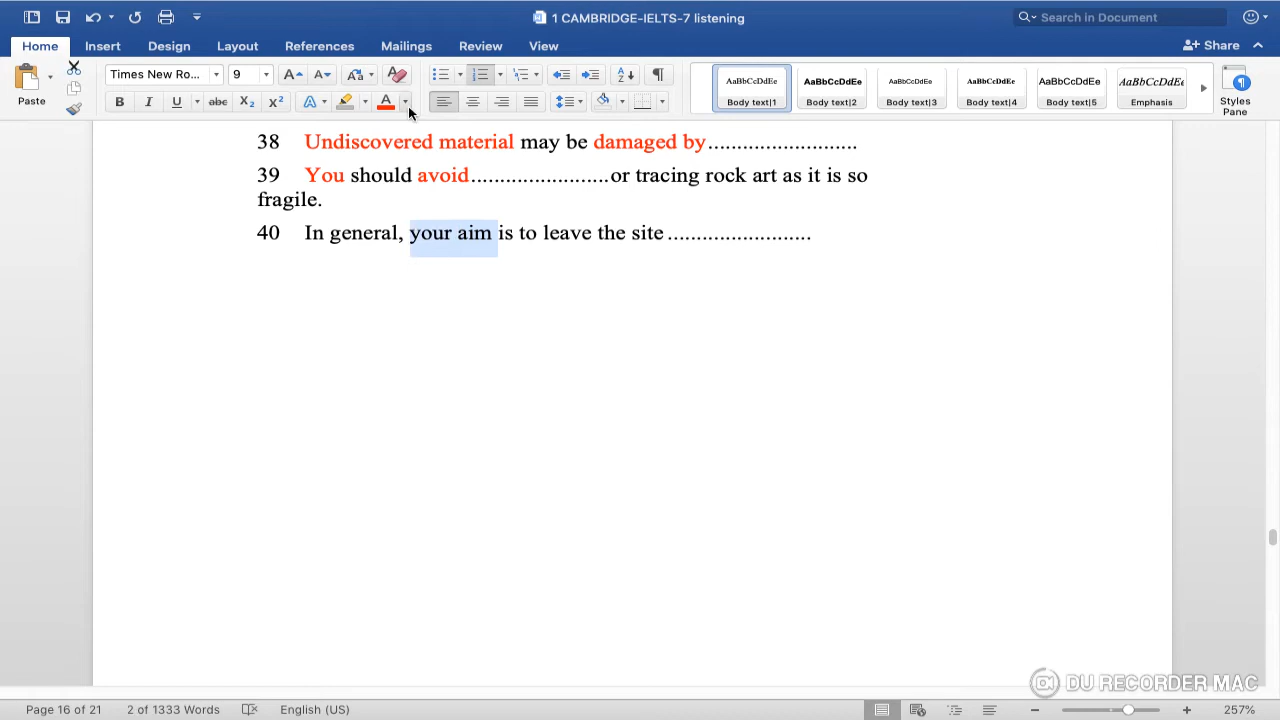 1 CAMBRIDGE-IELTS-7 listening
Search in Document
Home Insert Design Layout References Mailings Review View
Share
Paste
Times New Ro... 9
B I U abc X₂ X²
AaBbCcDdEe AaBbCcDdEe AaBbCcDdEe AaBbCcDdEe AaBbCcDdEe AaBbCcDdEe
Body text|1 Body text|2 Body text|3 Body text|4 Body text|5 Emphasis
Styles
Pane
38 Undiscovered material may be damaged by..........................
39 You should avoid........................or tracing rock art as it is so
fragile.
40 In general, your aim is to leave the site.........................
DU RECORDER MAC
Page 16 of 21 2 of 1333 Words English (US) 257%